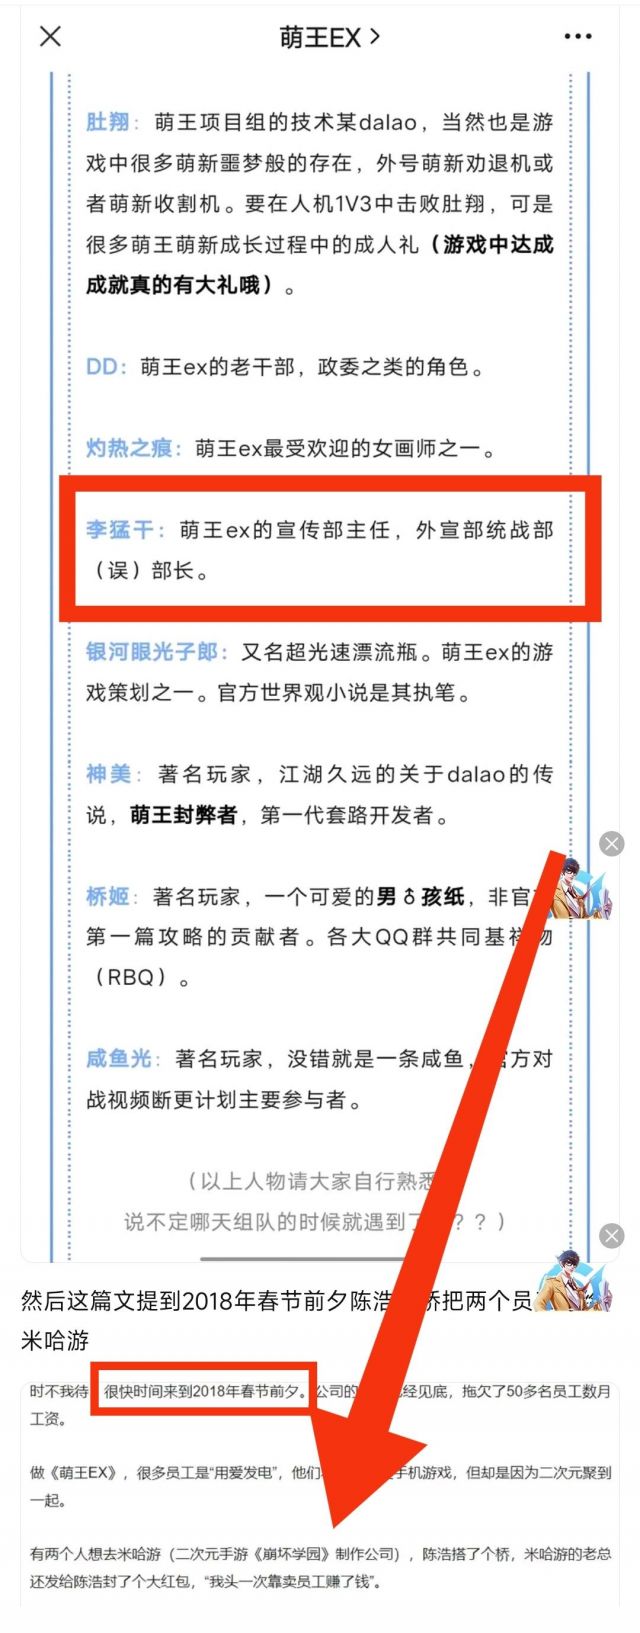 萌王EX
肚翔：萌王项目组的技术某dalao，当然也是游
戏中很多萌新噩梦般的存在，外号萌新劝退机或
者萌新收割机。要在人机1V3中击败肚翔，可是
很多萌王萌新成长过程中的成人礼（游戏中达成
成就真的有大礼哦）。
DD：萌王ex的老干部，政委之类的角色。
灼热之痕：萌王ex最受欢迎的女画师之一。
李猛干：萌王ex的宣传部主任，外宣部统战部
（误）部长。
银河眼光子郎：又名超光速漂流瓶。萌王ex的游
戏策划之一。官方世界观小说是其执笔。
神美：著名玩家，江湖久远的关于dalao的传
说，萌王封弊者，第一代套路开发者。
桥姬：著名玩家，一个可爱的男♂孩纸，非官
第一篇攻略的贡献者。各大QQ群共同基祥物
（RBQ）。
咸鱼光：著名玩家，没错就是一条咸鱼，官方对
战视频断更计划主要参与者。
（以上人物请大家自行熟悉
说不定哪天组队的时候就遇到了？？）
然后这篇文提到2018年春节前夕陈浩 桥把两个员
米哈游
时不我待，很快时间来到2018年春节前夕。公司的 经见底，拖欠了50多名员工数月
工资。
做《萌王EX》，很多员工是“用爱发电”，他们 手机游戏，但却是因为二次元聚到
一起。
有两个人想去米哈游（二次元手游《崩坏学园》制作公司），陈浩搭了个桥，米哈游的老总
还发给陈浩封了个大红包，“我头一次靠卖员工赚了钱”。